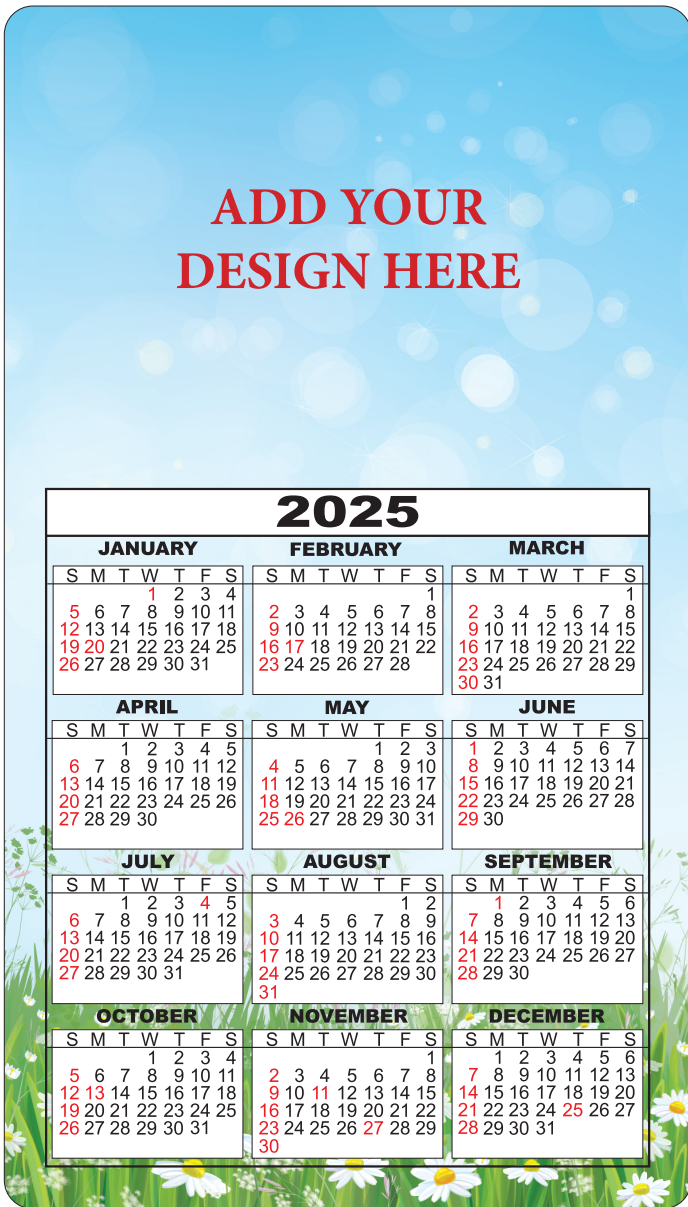 ADD YOUR
DESIGN HERE
2025
JANUARY FEBRUARY MARCH
S M T W T F S S M T W T F S S M T W T F S
1 2 3 4 1 1
5 6 7 8 9 10 11 2 3 4 5 6 7 8 2 3 4 5 6 7 8
12 13 14 15 16 17 18 9 10 11 12 13 14 15 9 10 11 12 13 14 15
19 20 21 22 23 24 25 16 17 18 19 20 21 22 16 17 18 19 20 21 22
26 27 28 29 30 31 23 24 25 26 27 28 23 24 25 26 27 28 29
30 31
APRIL MAY JUNE
S M T W T F S S M T W T F S S M T W T F S
1 2 3 4 5 1 2 3 1 2 3 4 5 6 7
6 7 8 9 10 11 12 4 5 6 7 8 9 10 8 9 10 11 12 13 14
13 14 15 16 17 18 19 11 12 13 14 15 16 17 15 16 17 18 19 20 21
20 21 22 23 24 25 26 18 19 20 21 22 23 24 22 23 24 25 26 27 28
27 28 29 30 25 26 27 28 29 30 31 29 30
JULY AUGUST SEPTEMBER
S M T W T F S S M T W T F S S M T W T F S
1 2 3 4 5 1 2 1 2 3 4 5 6
6 7 8 9 10 11 12 3 4 5 6 7 8 9 7 8 9 10 11 12 13
13 14 15 16 17 18 19 10 11 12 13 14 15 16 14 15 16 17 18 19 20
20 21 22 23 24 25 26 17 18 19 20 21 22 23 21 22 23 24 25 26 27
27 28 29 30 31 24 25 26 27 28 29 30 28 29 30
31
OCTOBER NOVEMBER DECEMBER
S M T W T F S S M T W T F S S M T W T F S
1 2 3 4 1 1 2 3 4 5 6
5 6 7 8 9 10 11 2 3 4 5 6 7 8 7 8 9 10 11 12 13
12 13 14 15 16 17 18 9 10 11 12 13 14 15 14 15 16 17 18 19 20
19 20 21 22 23 24 25 16 17 18 19 20 21 22 21 22 23 24 25 26 27
26 27 28 29 30 31 23 24 25 26 27 28 29 28 29 30 31
30